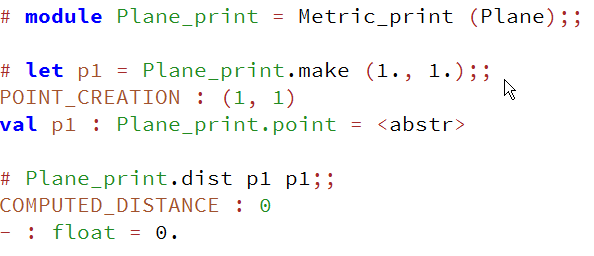 # module Plane_print = Metric_print (Plane);;
# let p1 = Plane_print.make (1., 1.);;
POINT_CREATION : (1, 1)
val p1 : Plane_print.point = <abstr>
# Plane_print.dist p1 p1;;
COMPUTED_DISTANCE : 0
- : float = 0.